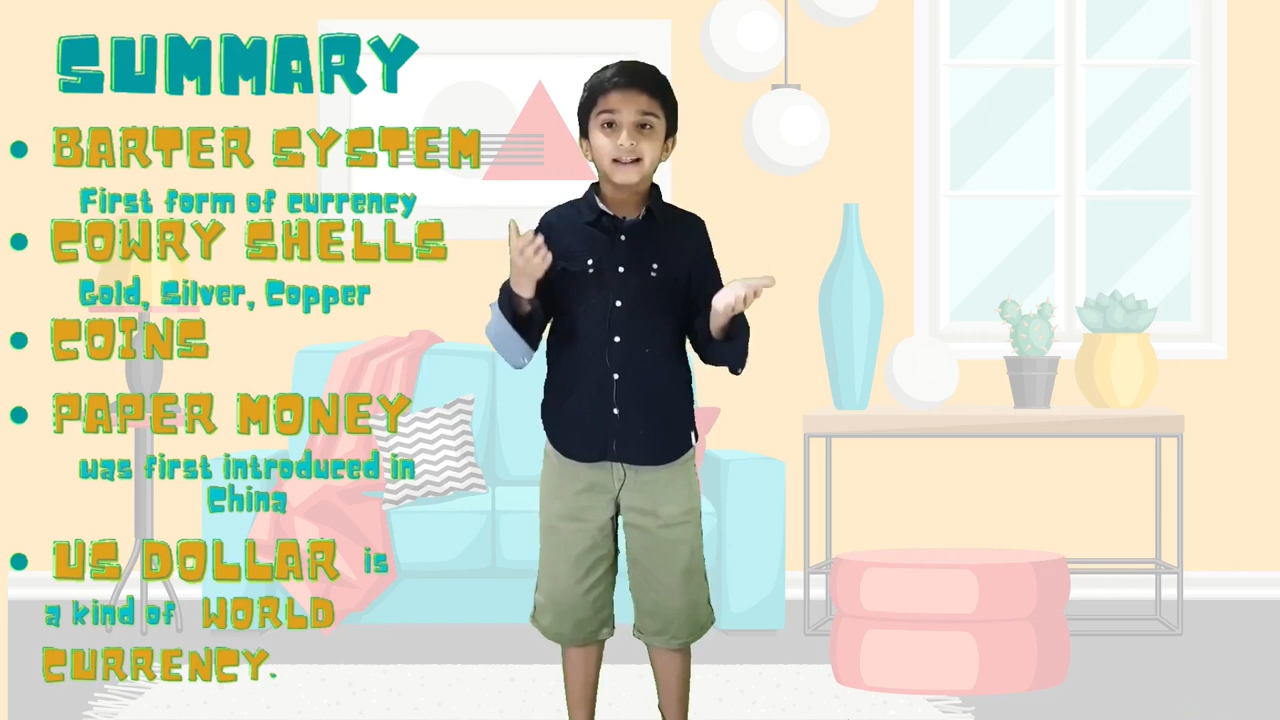 SUMMARY
• BARTER SYSTEM
First form of currency
• COWRY SHELLS
Gold, Silver, Copper
• COINS
• PAPER MONEY
was first introduced in
China
• US DOLLAR is
a kind of WORLD
CURRENCY.